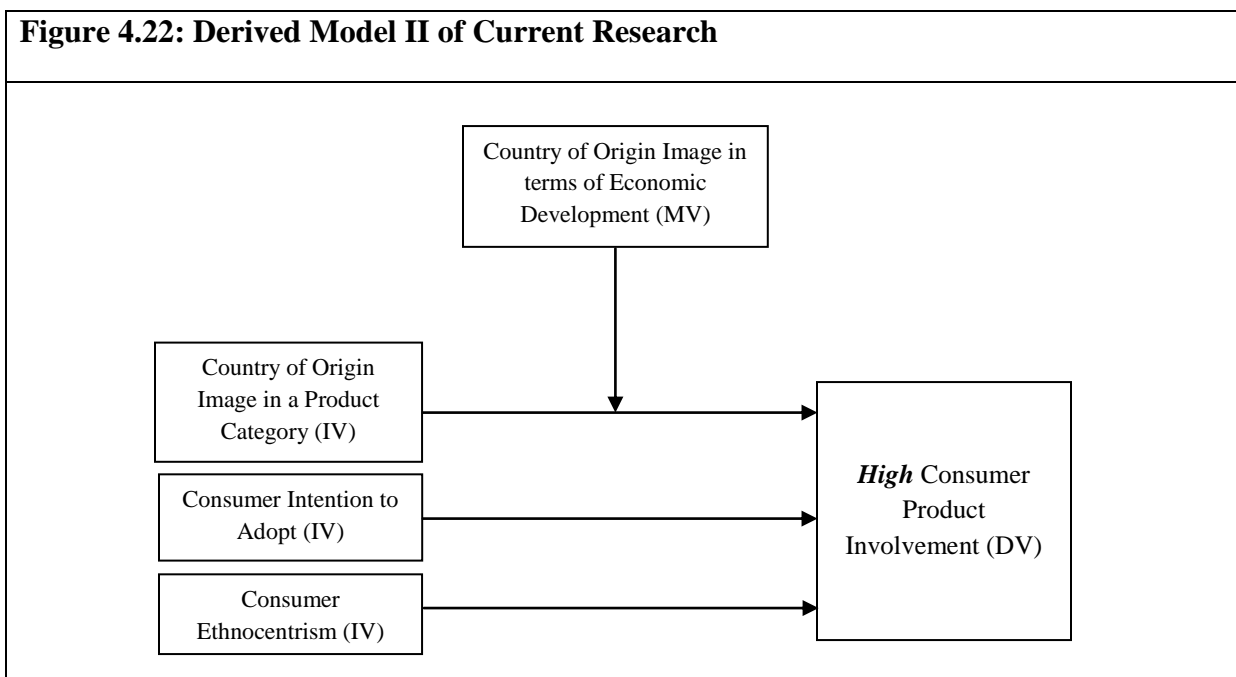 Figure 4.22: Derived Model II of Current Research
Country of Origin Image in
terms of Economic
Development (MV)
Country of Origin
Image in a Product
Category (IV)
Consumer Intention to
Adopt (IV)
Consumer
Ethnocentrism (IV)
High Consumer
Product
Involvement (DV)